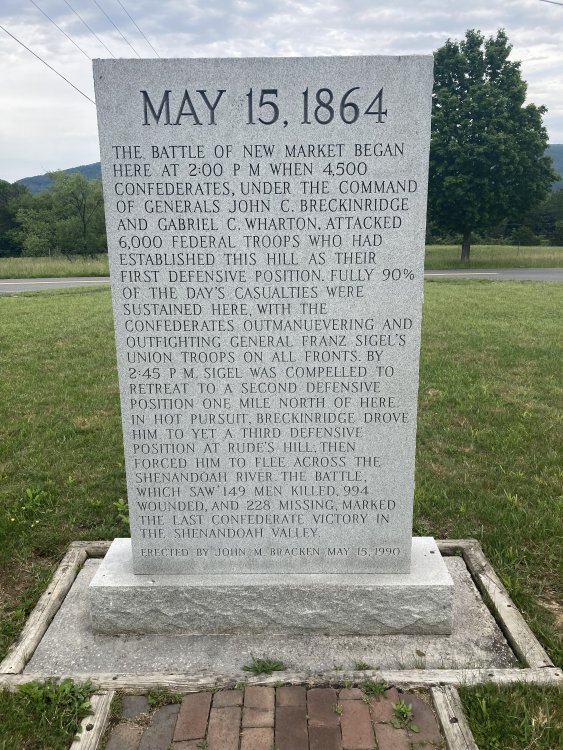 MAY 15, 1864
THE BATTLE OF NEW MARKET BEGAN
HERE AT 2:00 P M WHEN 4,500
CONFEDERATES, UNDER THE COMMAND
OF GENERALS JOHN C. BRECKINRIDGE
AND GABRIEL C. WHARTON, ATTACKED
6,000 FEDERAL TROOPS WHO HAD
ESTABLISHED THIS HILL AS THEIR
FIRST DEFENSIVE POSITION. FULLY 90%
OF THE DAY'S CASUALTIES WERE
SUSTAINED HERE, WITH THE
CONFEDERATES OUTMANUEVERING AND
OUTFIGHTING GENERAL FRANZ SIGEL'S
UNION TROOPS ON ALL FRONTS. BY
2:45 P M. SIGEL WAS COMPELLED TO
RETREAT TO A SECOND DEFENSIVE
POSITION ONE MILE NORTH OF HERE.
IN HOT PURSUIT, BRECKINRIDGE DROVE
HIM TO YET A THIRD DEFENSIVE
POSITION AT RUDE'S HILL, THEN
FORCED HIM TO FLEE ACROSS THE
SHENANDOAH RIVER. THE BATTLE,
WHICH SAW 149 MEN KILLED, 994
WOUNDED, AND 228 MISSING, MARKED
THE LAST CONFEDERATE VICTORY IN
THE SHENANDOAH VALLEY.
ERECTED BY JOHN M. BRACKEN MAY 15, 1990